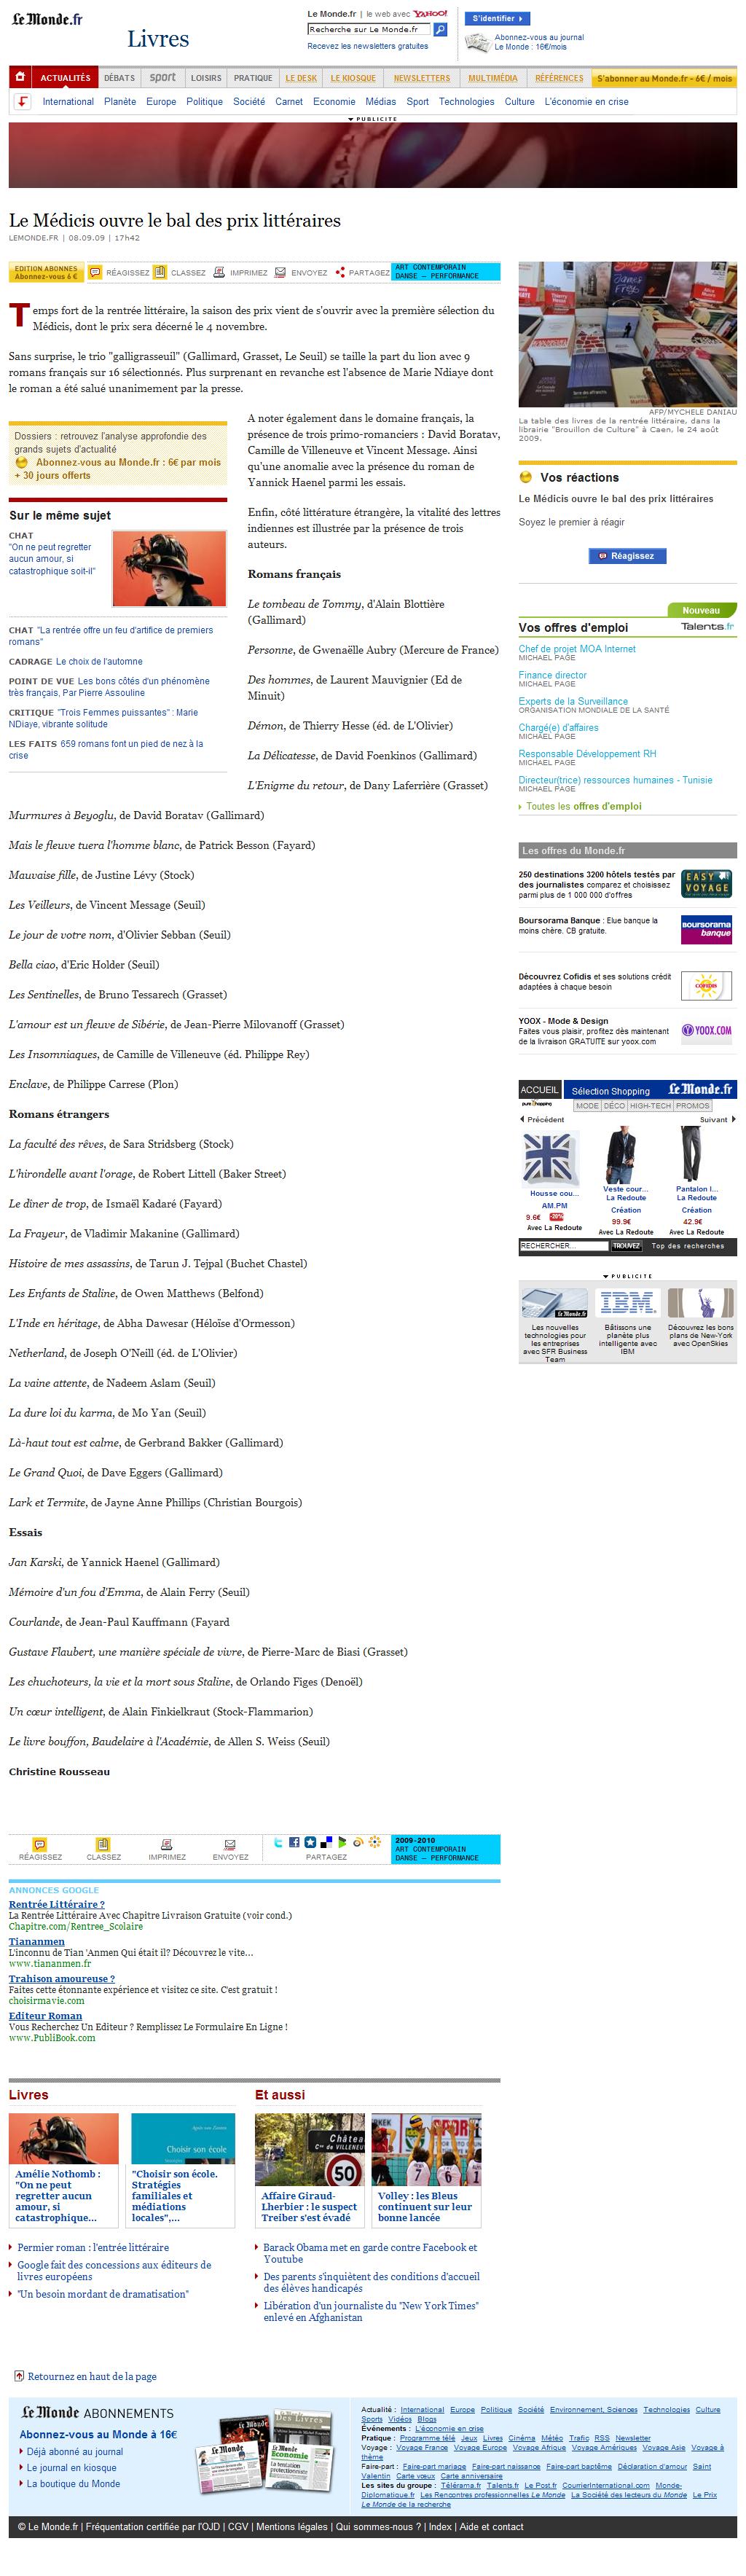 Le Monde.fr
Livres
Le Monde.fr | le web avec YAHOO!
Recherche sur Le Monde.fr
Recevez les newsletters gratuites
S'identifier
Abonnez-vous au journal
Le Monde : 16€/mois
ACTUALITÉS DÉBATS sport LOISIRS PRATIQUE LE DESK LE KIOSQUE NEWSLETTERS MULTIMÉDIA RÉFÉRENCES S'abonner au Monde.fr - 6€ / mois
International Planète Europe Politique Société Carnet Economie Médias Sport Technologies Culture L'économie en crise
PUBLICITE
Le Médicis ouvre le bal des prix littéraires
LEMONDE.FR | 08.09.09 | 17h42
EDITION ABONNES
Abonnez-vous 6 €
RÉAGISSEZ CLASSEZ IMPRIMEZ ENVOYEZ PARTAGEZ
ART CONTEMPORAIN
DANSE – PERFORMANCE
Temps fort de la rentrée littéraire, la saison des prix vient de s'ouvrir avec la première sélection du
Médicis, dont le prix sera décerné le 4 novembre.
Sans surprise, le trio "galligrasseuil" (Gallimard, Grasset, Le Seuil) se taille la part du lion avec 9
romans français sur 16 sélectionnés. Plus surprenant en revanche est l'absence de Marie Ndiaye dont
le roman a été salué unanimement par la presse.
Dossiers : retrouvez l'analyse approfondie des
grands sujets d'actualité
Abonnez-vous au Monde.fr : 6€ par mois
+ 30 jours offerts
Sur le même sujet
CHAT
"On ne peut regretter
aucun amour, si
catastrophique soit-il"
CHAT "La rentrée offre un feu d'artifice de premiers
romans"
CADRAGE Le choix de l'automne
POINT DE VUE Les bons côtés d'un phénomène
très français, Par Pierre Assouline
CRITIQUE "Trois Femmes puissantes" : Marie
NDiaye, vibrante solitude
LES FAITS 659 romans font un pied de nez à la
crise
A noter également dans le domaine français, la
présence de trois primo-romanciers : David Boratav,
Camille de Villeneuve et Vincent Message. Ainsi
qu'une anomalie avec la présence du roman de
Yannick Haenel parmi les essais.
Enfin, côté littérature étrangère, la vitalité des lettres
indiennes est illustrée par la présence de trois
auteurs.
Romans français
Le tombeau de Tommy, d'Alain Blottière
(Gallimard)
Personne, de Gwenaëlle Aubry (Mercure de France)
Des hommes, de Laurent Mauvignier (Ed de
Minuit)
Démon, de Thierry Hesse (éd. de L'Olivier)
La Délicatesse, de David Foenkinos (Gallimard)
L'Enigme du retour, de Dany Laferrière (Grasset)
Murmures à Beyoglu, de David Boratav (Gallimard)
Mais le fleuve tuera l'homme blanc, de Patrick Besson (Fayard)
Mauvaise fille, de Justine Lévy (Stock)
Les Veilleurs, de Vincent Message (Seuil)
Le jour de votre nom, d'Olivier Sebban (Seuil)
Bella ciao, d'Eric Holder (Seuil)
Les Sentinelles, de Bruno Tessarech (Grasset)
L'amour est un fleuve de Sibérie, de Jean-Pierre Milovanoff (Grasset)
Les Insomniaques, de Camille de Villeneuve (éd. Philippe Rey)
Enclave, de Philippe Carrese (Plon)
Romans étrangers
La faculté des rêves, de Sara Stridsberg (Stock)
L'hirondelle avant l'orage, de Robert Littell (Baker Street)
Le dîner de trop, de Ismaël Kadaré (Fayard)
La Frayeur, de Vladimir Makanine (Gallimard)
Histoire de mes assassins, de Tarun J. Tejpal (Buchet Chastel)
Les Enfants de Staline, de Owen Matthews (Belfond)
L'Inde en héritage, de Abha Dawesar (Héloïse d'Ormesson)
Netherland, de Joseph O'Neill (éd. de L'Olivier)
La vaine attente, de Nadeem Aslam (Seuil)
La dure loi du karma, de Mo Yan (Seuil)
Là-haut tout est calme, de Gerbrand Bakker (Gallimard)
Le Grand Quoi, de Dave Eggers (Gallimard)
Lark et Termite, de Jayne Anne Phillips (Christian Bourgois)
Essais
Jan Karski, de Yannick Haenel (Gallimard)
Mémoire d'un fou d'Emma, de Alain Ferry (Seuil)
Courlande, de Jean-Paul Kauffmann (Fayard
Gustave Flaubert, une manière spéciale de vivre, de Pierre-Marc de Biasi (Grasset)
Les chuchoteurs, la vie et la mort sous Staline, de Orlando Figes (Denoël)
Un cœur intelligent, de Alain Finkielkraut (Stock-Flammarion)
Le livre bouffon, Baudelaire à l'Académie, de Allen S. Weiss (Seuil)
Christine Rousseau
AFP/MYCHELE DANIAU
La table des livres de la rentrée littéraire, dans la
librairie "Brouillon de Culture" à Caen, le 24 août
2009.
Vos réactions
Le Médicis ouvre le bal des prix littéraires
Soyez le premier à réagir
Réagissez
Nouveau
Vos offres d'emploi Talents.fr
Chef de projet MOA Internet
MICHAEL PAGE
Finance director
MICHAEL PAGE
Experts de la Surveillance
ORGANISATION MONDIALE DE LA SANTÉ
Chargé(e) d'affaires
MICHAEL PAGE
Responsable Développement RH
MICHAEL PAGE
Directeur(trice) ressources humaines - Tunisie
MICHAEL PAGE
Toutes les offres d'emploi
Les offres du Monde.fr
250 destinations 3200 hôtels testés par
des journalistes comparez et choisissez
parmi plus de 1 000 000 d'offres
EASY
VOYAGE
Boursorama Banque : Elue banque la
moins chère. CB gratuite.
BOURSORAMA
banque
Découvrez Cofidis et ses solutions crédit
adaptées à chaque besoin
COFIDIS
YOOX - Mode & Design
Faites vous plaisir, profitez dès maintenant
de la livraison GRATUITE sur yoox.com
YOOX.COM
ACCUEIL Sélection Shopping Le Monde.fr
MODE DÉCO HIGH-TECH PROMOS
Précédent Suivant
Housse cou...
AM.PM
9.6€
Avec La Redoute
Veste cour...
La Redoute
Création
99.9€
Avec La Redoute
Pantalon l...
La Redoute
Création
42.9€
Avec La Redoute
RECHERCHER... TROUVEZ Top des recherches
PUBLICITE
Le Monde.fr
IBM
Les nouvelles
technologies pour
les entreprises
avec SFR Business
Team
Bâtissons une
planète plus
intelligente avec
IBM
Découvrez les bons
plans de New-York
avec OpenSkies
RÉAGISSEZ CLASSEZ IMPRIMEZ ENVOYEZ PARTAGEZ
2009-2010
ART CONTEMPORAIN
DANSE – PERFORMANCE
ANNONCES GOOGLE
Rentrée Littéraire ?
La Rentrée Littéraire Avec Chapitre Livraison Gratuite (voir cond.)
Chapitre.com/Rentree_Scolaire
Tiananmen
L'inconnu de Tian 'Anmen Qui était il? Découvrez le vite...
www.tiananmen.fr
Trahison amoureuse ?
Faites cette étonnante expérience et visitez ce site. C'est gratuit !
choisirmavie.com
Editeur Roman
Vous Recherchez Un Editeur ? Remplissez Le Formulaire En Ligne !
www.PubliBook.com
Livres
Choisir son école
Amélie Nothomb :
"On ne peut
regretter aucun
amour, si
catastrophique...
"Choisir son école.
Stratégies
familiales et
médiations
locales",...
Permier roman : l'entrée littéraire
Google fait des concessions aux éditeurs de
livres européens
"Un besoin mordant de dramatisation"
Et aussi
50
Affaire Giraud-
Lherbier : le suspect
Treiber s'est évadé
Volley : les Bleus
continuent sur leur
bonne lancée
Barack Obama met en garde contre Facebook et
Youtube
Des parents s'inquiètent des conditions d'accueil
des élèves handicapés
Libération d'un journaliste du "New York Times"
enlevé en Afghanistan
Retournez en haut de la page
Le Monde ABONNEMENTS
Abonnez-vous au Monde à 16€
Déjà abonné au journal
Le journal en kiosque
La boutique du Monde
Actualité : International Europe Politique Société Environnement, Sciences Technologies Culture
Sports Vidéos Blogs
Événements : L'économie en crise
Pratique : Programme télé Jeux Livres Cinéma Météo Trafic RSS Newsletter
Voyage : Voyage France Voyage Europe Voyage Afrique Voyage Amériques Voyage Asie Voyage à
thème
Faire-part : Faire-part mariage Faire-part naissance Faire-part baptême Déclaration d'amour Saint
Valentin Carte vœux Carte anniversaire
Les sites du groupe : Télérama.fr Talents.fr Le Post.fr CourrierInternational.com Monde-
Diplomatique.fr Les Rencontres professionnelles Le Monde La Société des lecteurs du Monde Le Prix
Le Monde de la recherche
© Le Monde.fr | Fréquentation certifiée par l'OJD | CGV | Mentions légales | Qui sommes-nous ? | Index | Aide et contact